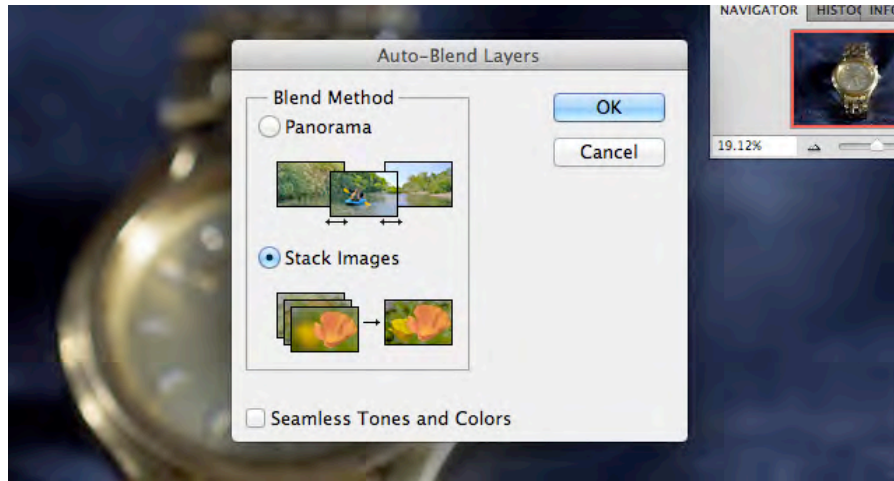 NAVIGATOR
Auto-Blend Layers
Blend Method
OK
Panorama
Cancel
19.12%
Stack Images
Seamless Tones and Colors